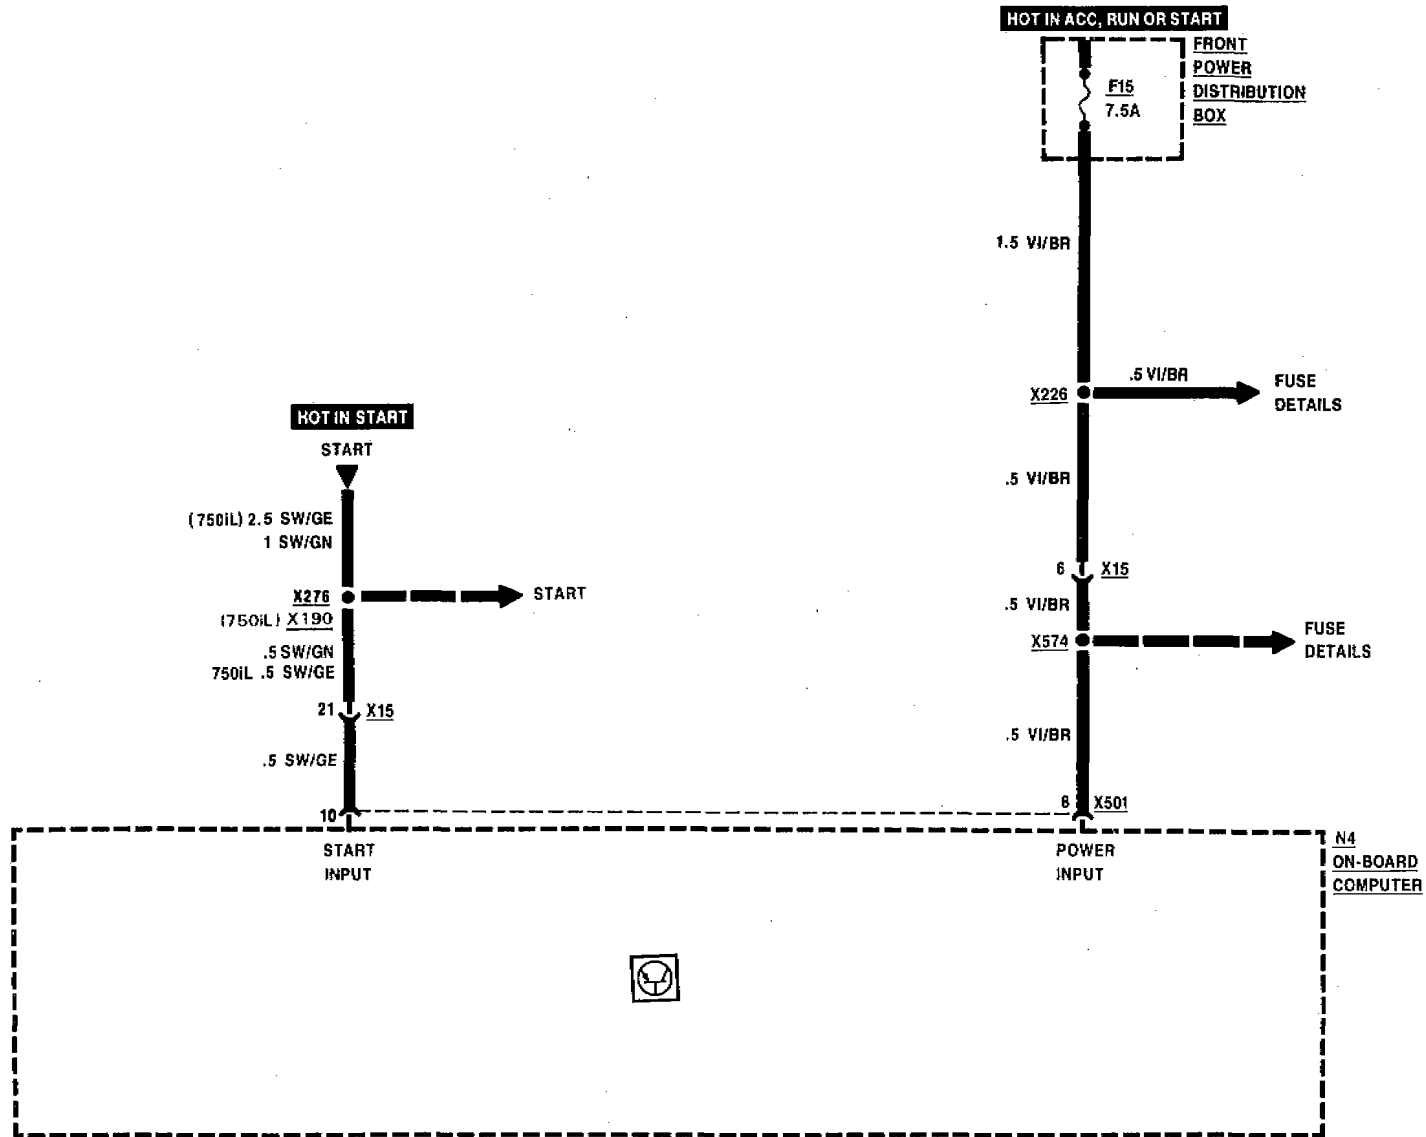 HOT IN ACC, RUN OR START
FRONT
POWER
DISTRIBUTION
BOX
F15
7.5A
1.5 VI/BR
X226
.5 VI/BR
FUSE
DETAILS
HOT IN START
START
.5 VI/BR
(750iL) 2.5 SW/GE
1 SW/GN
6
X15
X276
START
.5 VI/BR
(750iL) X190
X574
FUSE
DETAILS
.5 SW/GN
750iL .5 SW/GE
21
X15
.5 VI/BR
.5 SW/GE
10
8
X501
START
INPUT
POWER
INPUT
N4
ON-BOARD
COMPUTER